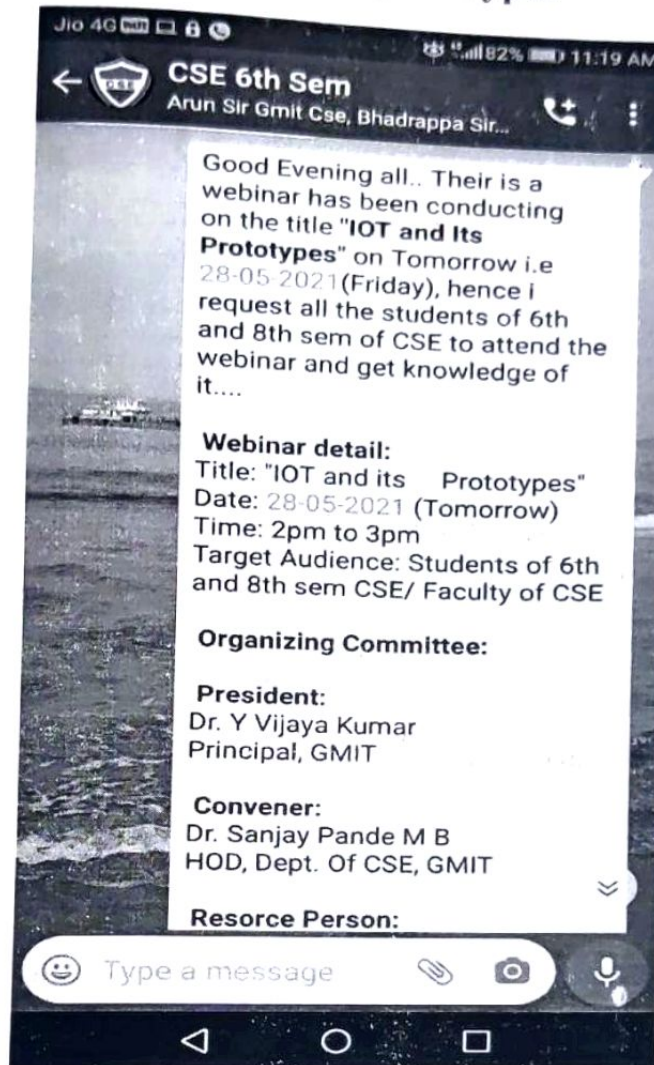 Jio 4G
82% 11:19 AM
CSE 6th Sem
Arun Sir Gmit Cse, Bhadrappa Sir...
Good Evening all.. Their is a
webinar has been conducting
on the title "IOT and Its
Prototypes" on Tomorrow i.e
28-05-2021(Friday), hence i
request all the students of 6th
and 8th sem of CSE to attend the
webinar and get knowledge of
it....
Webinar detail:
Title: "IOT and its Prototypes"
Date: 28-05-2021 (Tomorrow)
Time: 2pm to 3pm
Target Audience: Students of 6th
and 8th sem CSE/ Faculty of CSE
Organizing Committee:
President:
Dr. Y Vijaya Kumar
Principal, GMIT
Convener:
Dr. Sanjay Pande M B
HOD, Dept. Of CSE, GMIT
Resorce Person:
Type a message